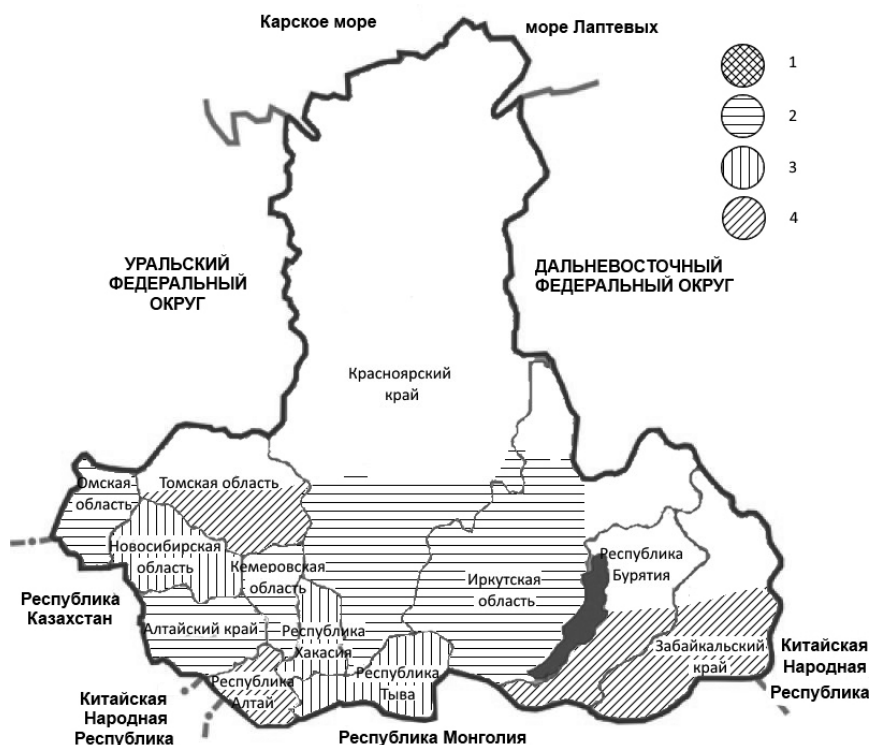 Карское море
море Лаптевых
1
2
3
4
УРАЛЬСКИЙ
ФЕДЕРАЛЬНЫЙ
ОКРУГ
ДАЛЬНЕВОСТОЧНЫЙ
ФЕДЕРАЛЬНЫЙ ОКРУГ
Красноярский
край
Омская
область
Томская область
Новосибирская
область
Кемеровская
область
Иркутская
область
Республика
Бурятия
Республика
Казахстан
Алтайский край
Республика
Хакасия
Забайкальский
край
Республика
Алтай
Республика
Тыва
Китайская
Народная
Республика
Китайская
Народная
Республика
Республика Монголия